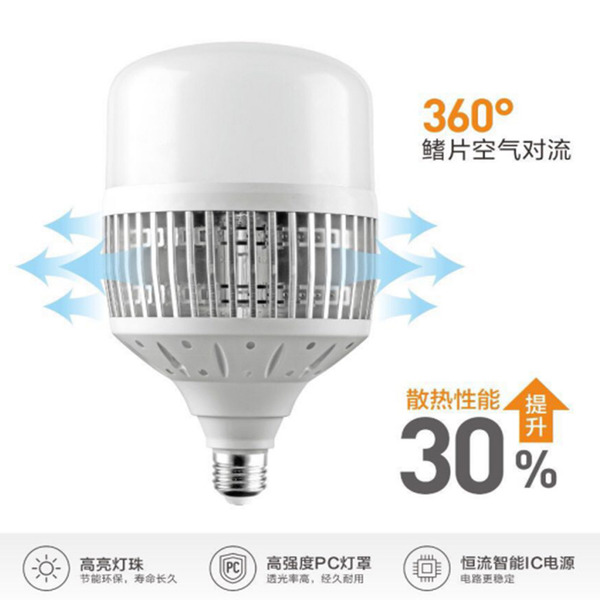 360°
鳍片空气对流
散热性能
提升
30%
高亮灯珠
节能环保，寿命长久
PC
高强度PC灯罩
透光率高，经久耐用
恒流智能IC电源
电路更稳定